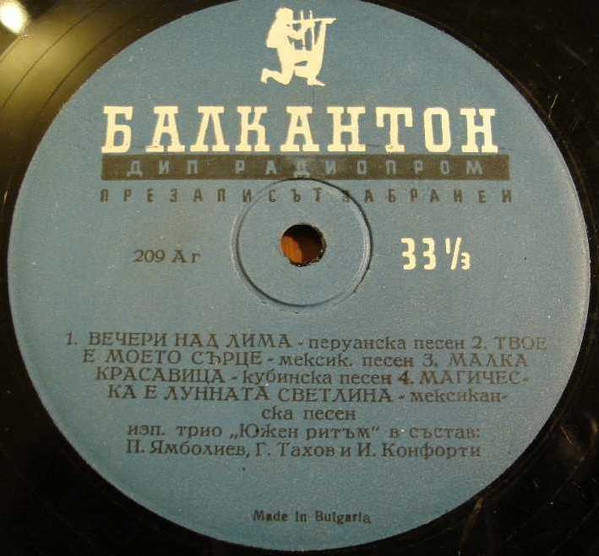 БАЛКАНТОН
ДИП РАДИОПРОМ
ПРЕЗАПИСЪТ ЗАБРАНЕН
209 А г
33 ⅓
1. ВЕЧЕРИ НАД ЛИМА - перуанска песен 2. ТВОЕ
Е МОЕТО СЪРЦЕ - мексик. песен 3. МАЛКА
КРАСАВИЦА - кубинска песен 4. МАГИЧЕС-
КА Е ЛУННАТА СВЕТЛИНА - мексикан-
ска песен
изп. трио „Южен ритъм" в състав:
П. Ямболиев, Г. Тахов и И. Конфорти
Made in Bulgaria